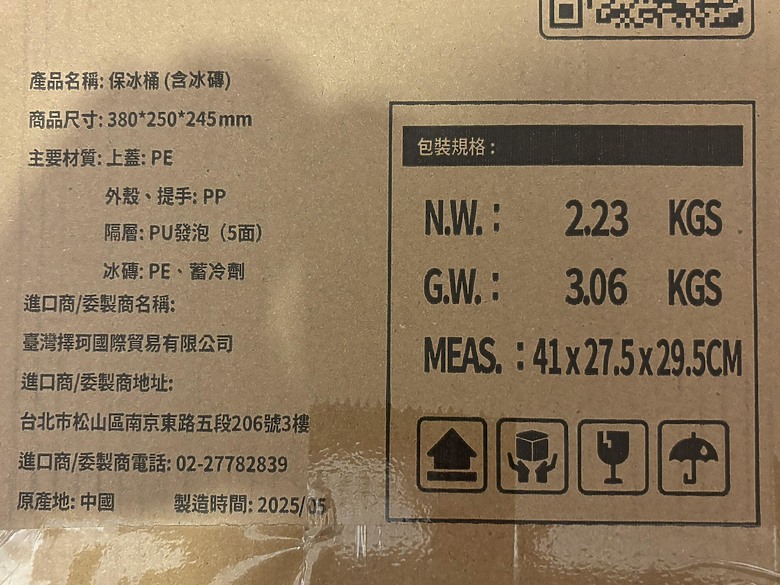 產品名稱: 保冰桶 (含冰磚)
商品尺寸: 380*250*245mm
主要材質: 上蓋: PE
外殼、提手: PP
隔層: PU發泡（5面）
冰磚: PE、蓄冷劑
進口商/委製商名稱:
臺灣擇珂國際貿易有限公司
進口商/委製商地址:
台北市松山區南京東路五段206號3樓
進口商/委製商電話: 02-27782839
原產地: 中國 製造時間: 2025/05
包裝規格：
N.W.： 2.23 KGS
G.W.： 3.06 KGS
MEAS.：41x27.5x29.5CM